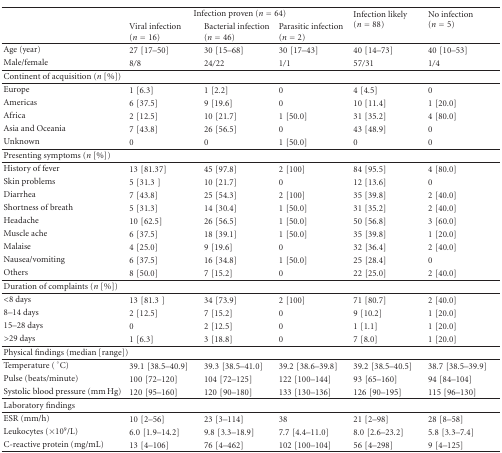 Infection proven (n = 64) Infection likely (n = 88) No infection (n = 5)
Viral infection (n = 16) Bacterial infection (n = 46) Parasitic infection (n = 2)
Age (year) 27 [17–50] 30 [15–68] 30 [17–43] 40 [14–73] 40 [10–53]
Male/female 8/8 24/22 1/1 57/31 1/4
Continent of acquisition (n [%])
Europe 1 [6.3] 1 [2.2] 0 4 [4.5] 0
Americas 6 [37.5] 9 [19.6] 0 10 [11.4] 1 [20.0]
Africa 2 [12.5] 10 [21.7] 1 [50.0] 31 [35.2] 4 [80.0]
Asia and Oceania 7 [43.8] 26 [56.5] 0 43 [48.9] 0
Unknown 0 0 1 [50.0] 0 0
Presenting symptoms (n [%])
History of fever 13 [81.37] 45 [97.8] 2 [100] 84 [95.5] 4 [80.0]
Skin problems 5 [31.3 ] 10 [21.7] 0 12 [13.6] 0
Diarrhea 7 [43.8] 25 [54.3] 2 [100] 35 [39.8] 2 [40.0]
Shortness of breath 5 [31.3] 14 [30.4] 1 [50.0] 31 [35.2] 2 [40.0]
Headache 10 [62.5] 26 [56.5] 1 [50.0] 50 [56.8] 3 [60.0]
Muscle ache 6 [37.5] 18 [39.1] 1 [50.0] 35 [39.8] 1 [20.0]
Malaise 4 [25.0] 9 [19.6] 0 32 [36.4] 2 [40.0]
Nausea/vomiting 6 [37.5] 16 [34.8] 1 [50.0] 25 [28.4] 0
Others 8 [50.0] 7 [15.2] 0 22 [25.0] 2 [40.0]
Duration of complaints (n [%])
<8 days 13 [81.3 ] 34 [73.9] 2 [100] 71 [80.7] 2 [40.0]
8–14 days 2 [12.5] 7 [15.2] 0 9 [10.2] 1 [20.0]
15–28 days 0 2 [12.5] 0 1 [1.1] 1 [20.0]
>29 days 1 [6.3] 3 [18.8] 0 7 [8.0] 1 [20.0]
Physical findings (median [range])
Temperature (°C) 39.1 [38.5–40.9] 39.3 [38.5–41.0] 39.2 [38.6–39.8] 39.2 [38.5–40.5] 38.7 [38.5–39.9]
Pulse (beats/minute) 100 [72–120] 104 [72–125] 122 [100–144] 93 [65–160] 94 [84–104]
Systolic blood pressure (mm Hg) 120 [95–160] 120 [90–180] 133 [130–136] 126 [90–195] 115 [96–130]
Laboratory findings
ESR (mm/h) 10 [2–56] 23 [3–114] 38 21 [2–98] 28 [8–58]
Leukocytes (×10⁹/L) 6.0 [1.9–14.2] 9.8 [3.3–18.9] 7.7 [4.4–11.0] 8.0 [2.6–23.2] 5.8 [3.3–7.4]
C-reactive protein (mg/mL) 13 [4–106] 76 [4–462] 102 [100–104] 56 [4–298] 9 [4–125]